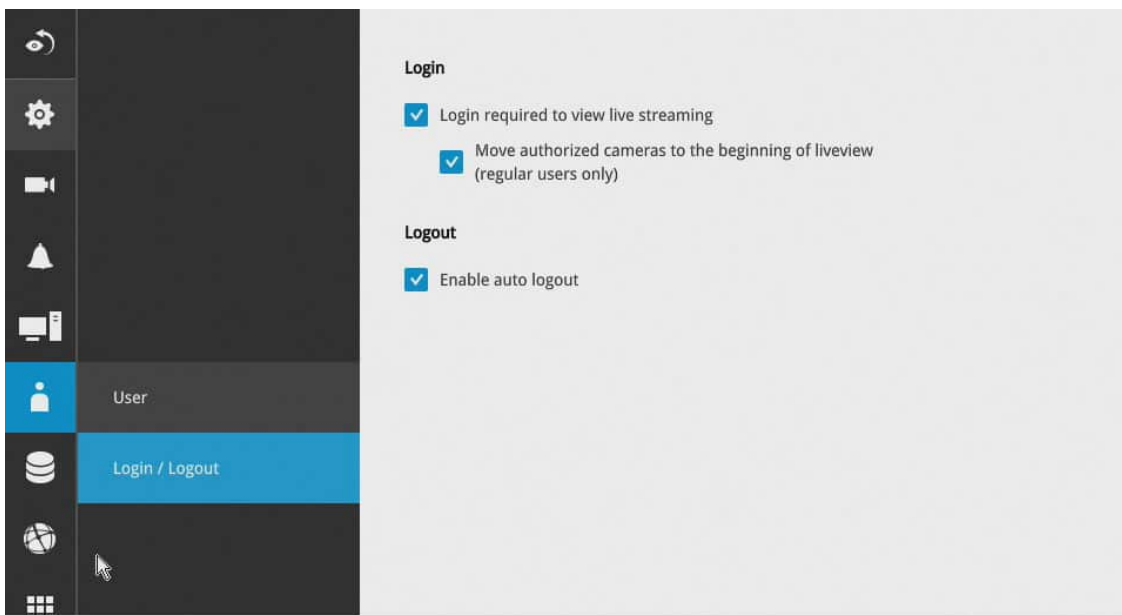 Login
Login required to view live streaming
Move authorized cameras to the beginning of liveview
(regular users only)
Logout
Enable auto logout
User
Login / Logout